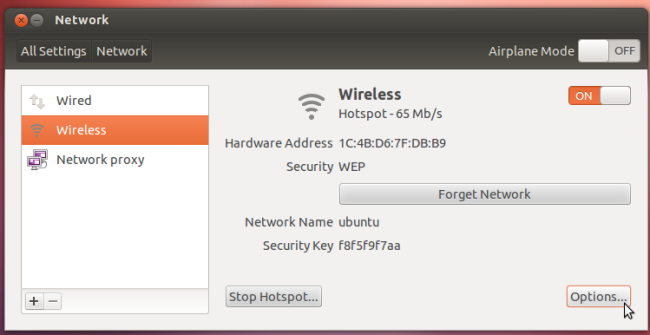 Network
All Settings Network Airplane Mode OFF
Wired
Wireless
Network proxy
Wireless ON
Hotspot - 65 Mb/s
Hardware Address 1C:4B:D6:7F:DB:B9
Security WEP
Forget Network
Network Name ubuntu
Security Key f8f5f9f7aa
Stop Hotspot... Options...